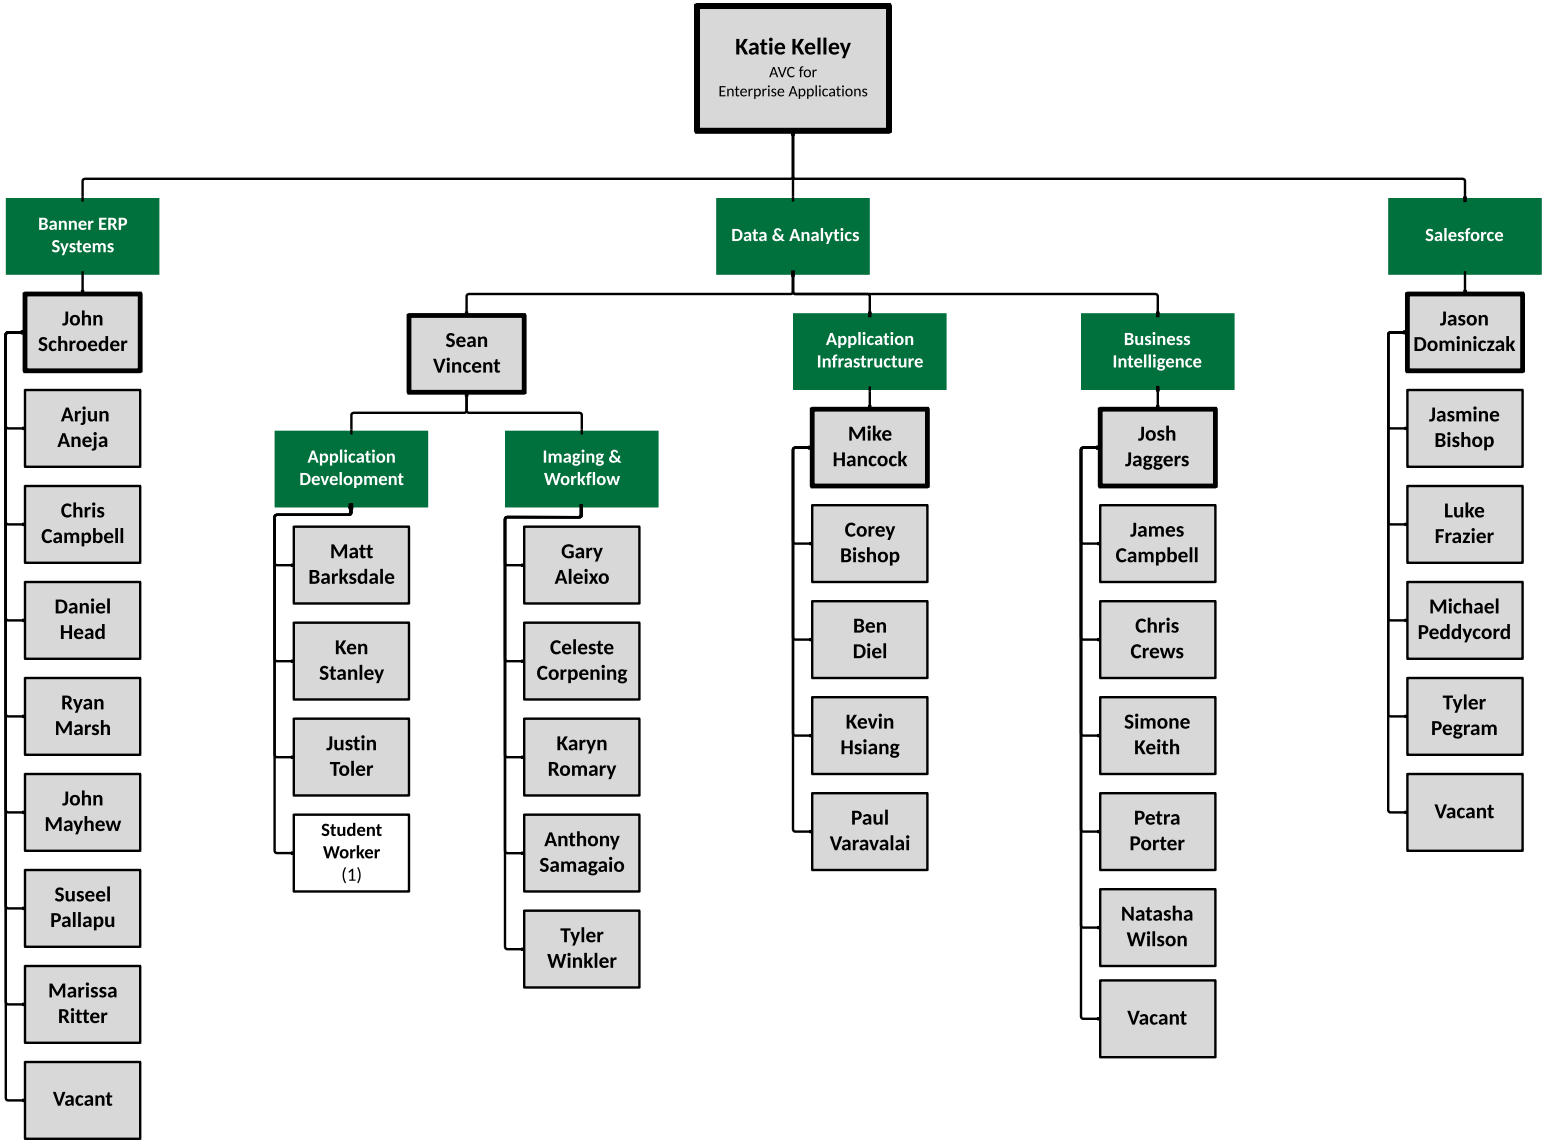 Katie Kelley
AVC for
Enterprise Applications
Banner ERP
Systems
John
Schroeder
Arjun
Aneja
Chris
Campbell
Daniel
Head
Ryan
Marsh
John
Mayhew
Suseel
Pallapu
Marissa
Ritter
Vacant
Data & Analytics
Sean
Vincent
Application
Development
Matt
Barksdale
Ken
Stanley
Justin
Toler
Student
Worker
(1)
Imaging &
Workflow
Gary
Aleixo
Celeste
Corpening
Karyn
Romary
Anthony
Samagaio
Tyler
Winkler
Application
Infrastructure
Mike
Hancock
Corey
Bishop
Ben
Diel
Kevin
Hsiang
Paul
Varavalai
Business
Intelligence
Josh
Jaggers
James
Campbell
Chris
Crews
Simone
Keith
Petra
Porter
Natasha
Wilson
Vacant
Salesforce
Jason
Dominiczak
Jasmine
Bishop
Luke
Frazier
Michael
Peddycord
Tyler
Pegram
Vacant